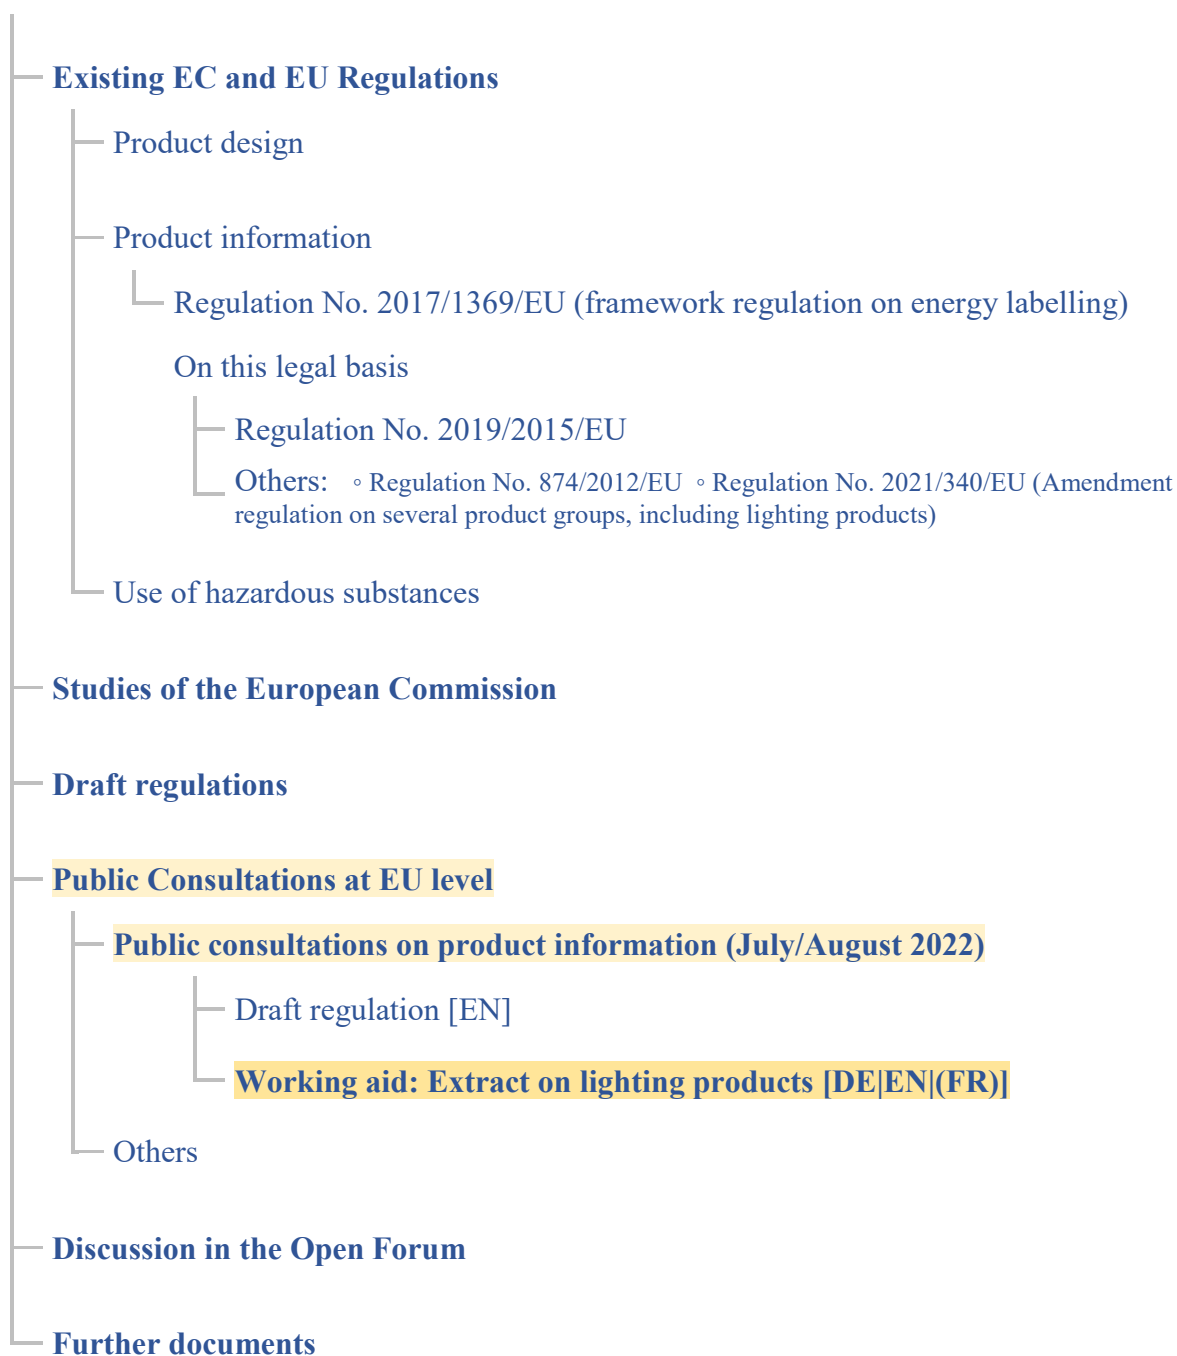 Existing EC and EU Regulations
Product design
Product information
Regulation No. 2017/1369/EU (framework regulation on energy labelling)
On this legal basis
Regulation No. 2019/2015/EU
Others: ◦ Regulation No. 874/2012/EU ◦ Regulation No. 2021/340/EU (Amendment
regulation on several product groups, including lighting products)
Use of hazardous substances
Studies of the European Commission
Draft regulations
Public Consultations at EU level
Public consultations on product information (July/August 2022)
Draft regulation [EN]
Working aid: Extract on lighting products [DE|EN|(FR)]
Others
Discussion in the Open Forum
Further documents